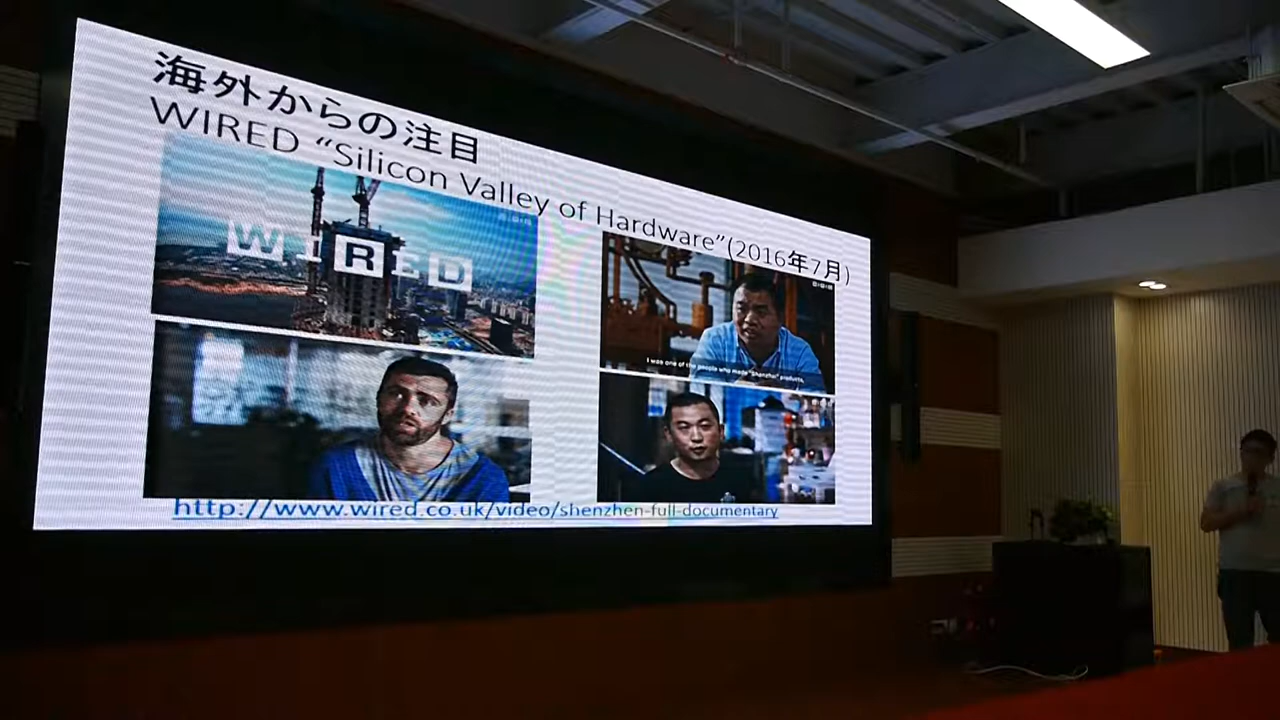 海外からの注目
WIRED “Silicon Valley of Hardware”(2016年7月)
WIRED
I was one of the people who made "Shanzhai" products,
http://www.wired.co.uk/video/shenzhen-full-documentary